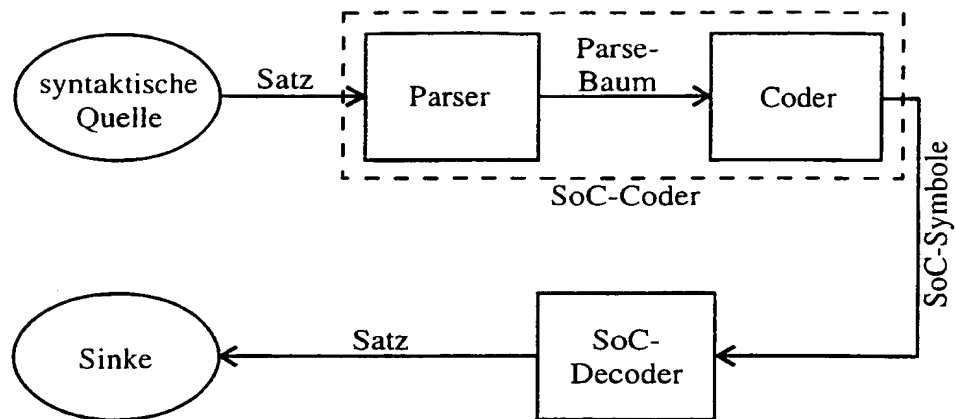 syntaktische
Quelle
Satz
Parser
Parse-
Baum
Coder
SoC-Coder
SoC-Symbole
SoC-
Decoder
Satz
Sinke